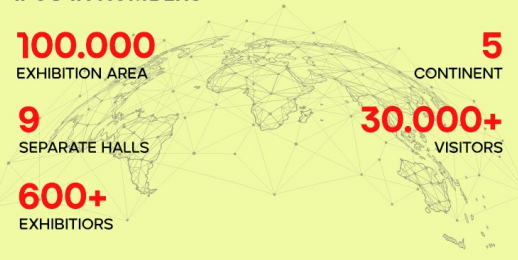 100.000
EXHIBITION AREA
5
CONTINENT
9
SEPARATE HALLS
30.000+
VISITORS
600+
EXHIBITIORS